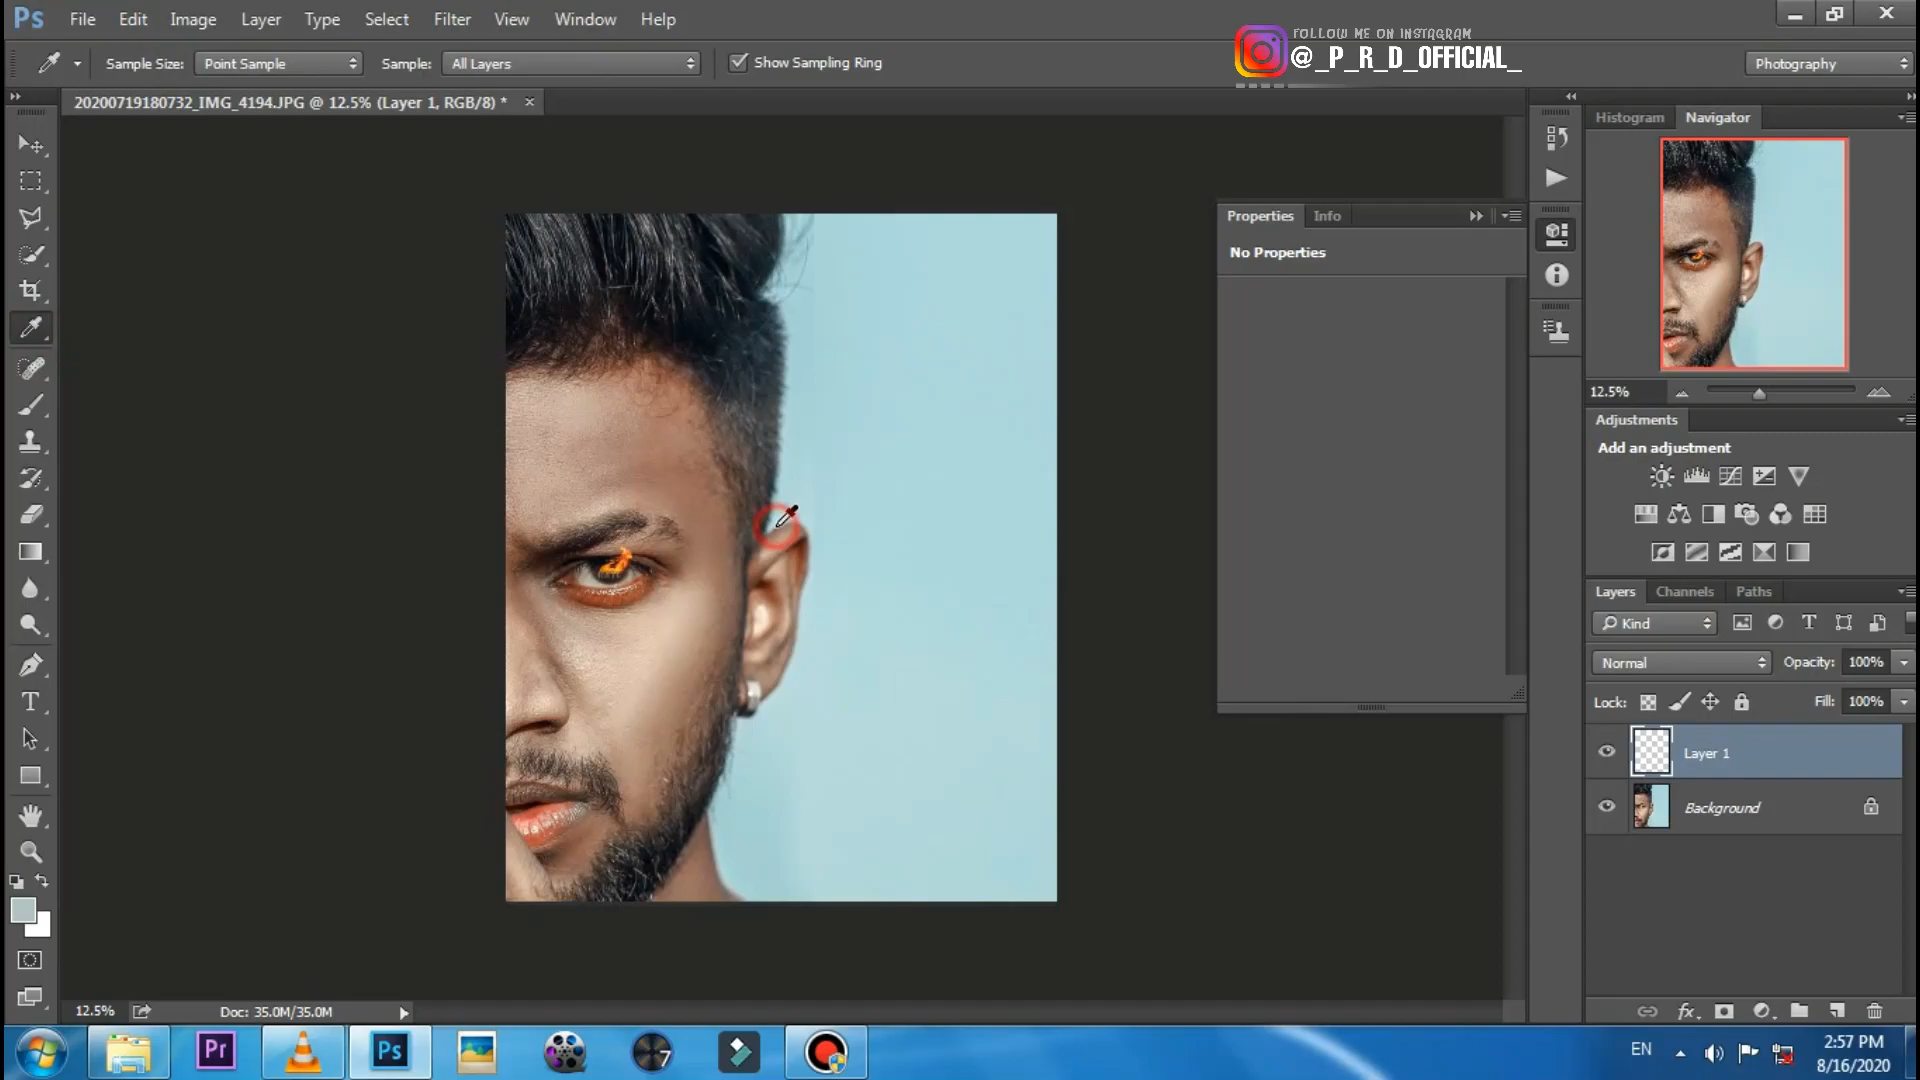 Ps File Edit Image Layer Type Select Filter View Window Help
FOLLOW ME ON INSTAGRAM
@_P_R_D_OFFICIAL_
Sample Size: Point Sample Sample: All Layers Show Sampling Ring Photography
20200719180732_IMG_4194.JPG @ 12.5% (Layer 1, RGB/8) *
Histogram Navigator
Properties Info
No Properties
12.5%
Adjustments
Add an adjustment
Layers Channels Paths
Kind
Normal Opacity: 100%
Lock: Fill: 100%
Layer 1
Background
12.5% Doc: 35.0M/35.0M
Pr Ps 7 EN
2:57 PM
8/16/2020